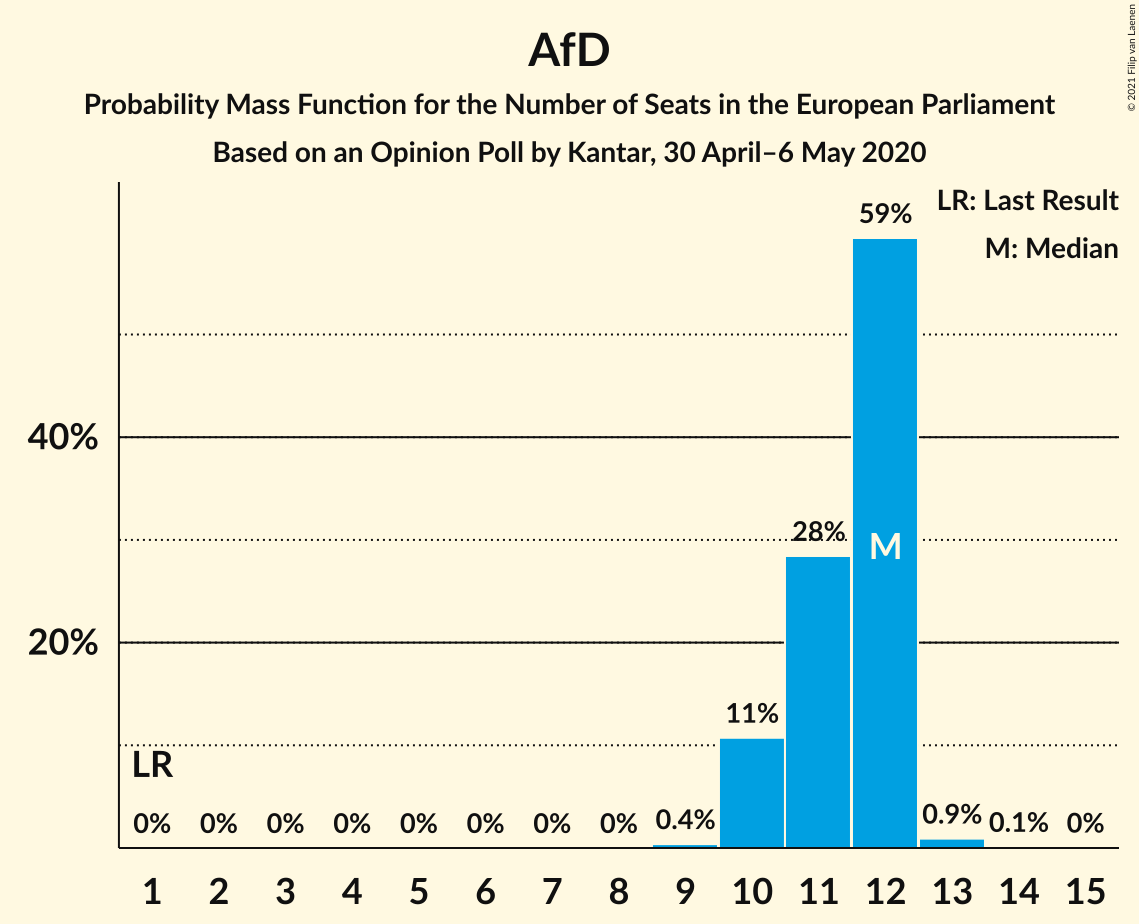 AfD
Probability Mass Function for the Number of Seats in the European Parliament
Based on an Opinion Poll by Kantar, 30 April–6 May 2020
© 2021 Filip van Laenen
LR: Last Result
M: Median
59%
40%
28%
M
20%
11%
LR
0% 0% 0% 0% 0% 0% 0% 0% 0.4% 0.9% 0.1% 0%
1 2 3 4 5 6 7 8 9 10 11 12 13 14 15